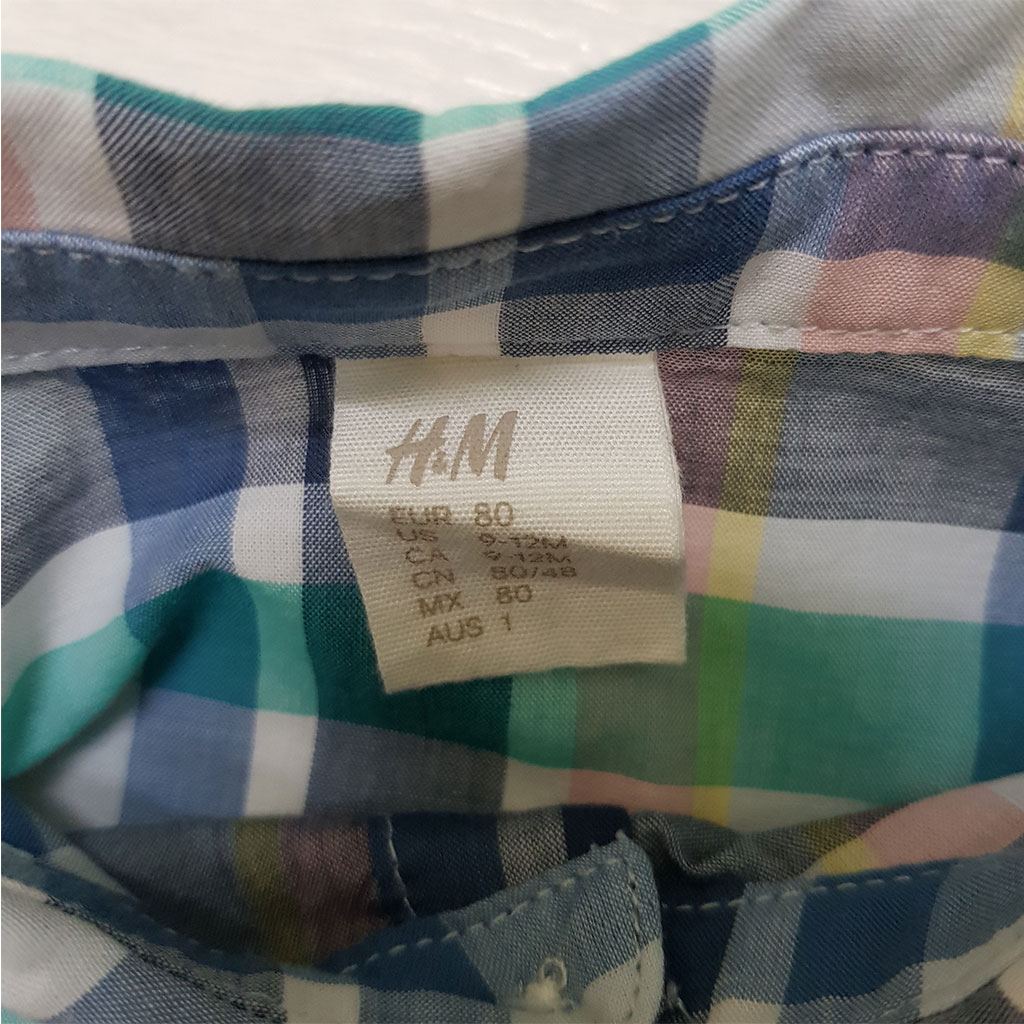 H&M
EUR 80
US 9-12M
CA 9-12M
CN 80/48
MX 80
AUS 1